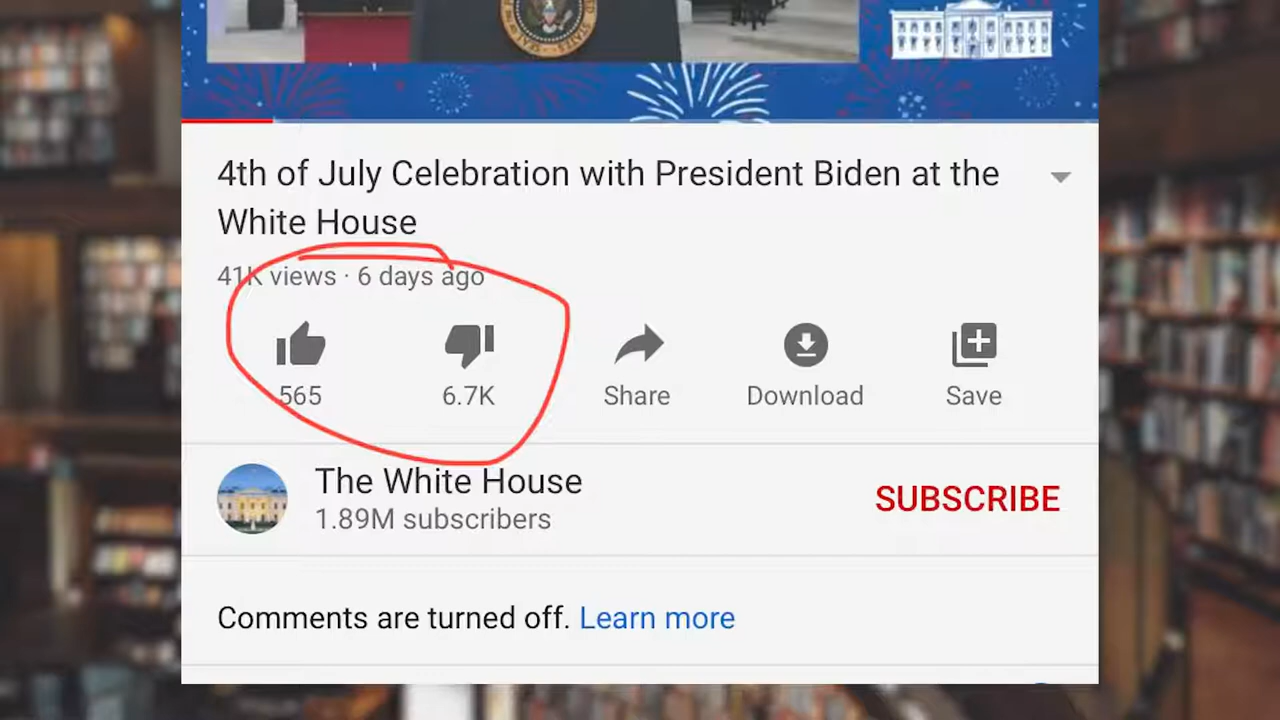 4th of July Celebration with President Biden at the
White House
41K views · 6 days ago
565
6.7K
Share
Download
Save
The White House
1.89M subscribers
SUBSCRIBE
Comments are turned off. Learn more